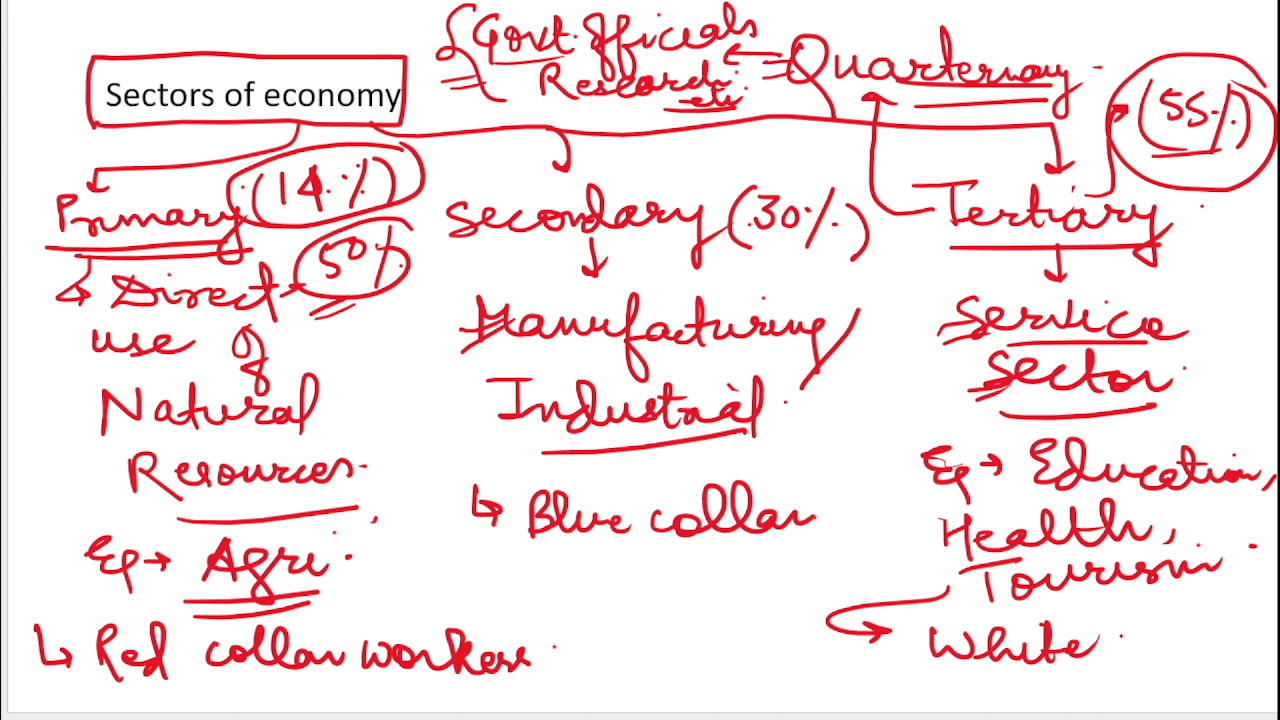 Govt. Officials
Research etc
Quarternary
Sectors of economy
(55%)
Primary (14%)
Secondary (30%)
Tertiary
50%
Direct
use of
Natural
Resources.
Eg → Agri.
Red collar workers
Manufacturing
Industrial
Blue collar
Service
Sector
Eg → Education,
Health,
Tourism
White